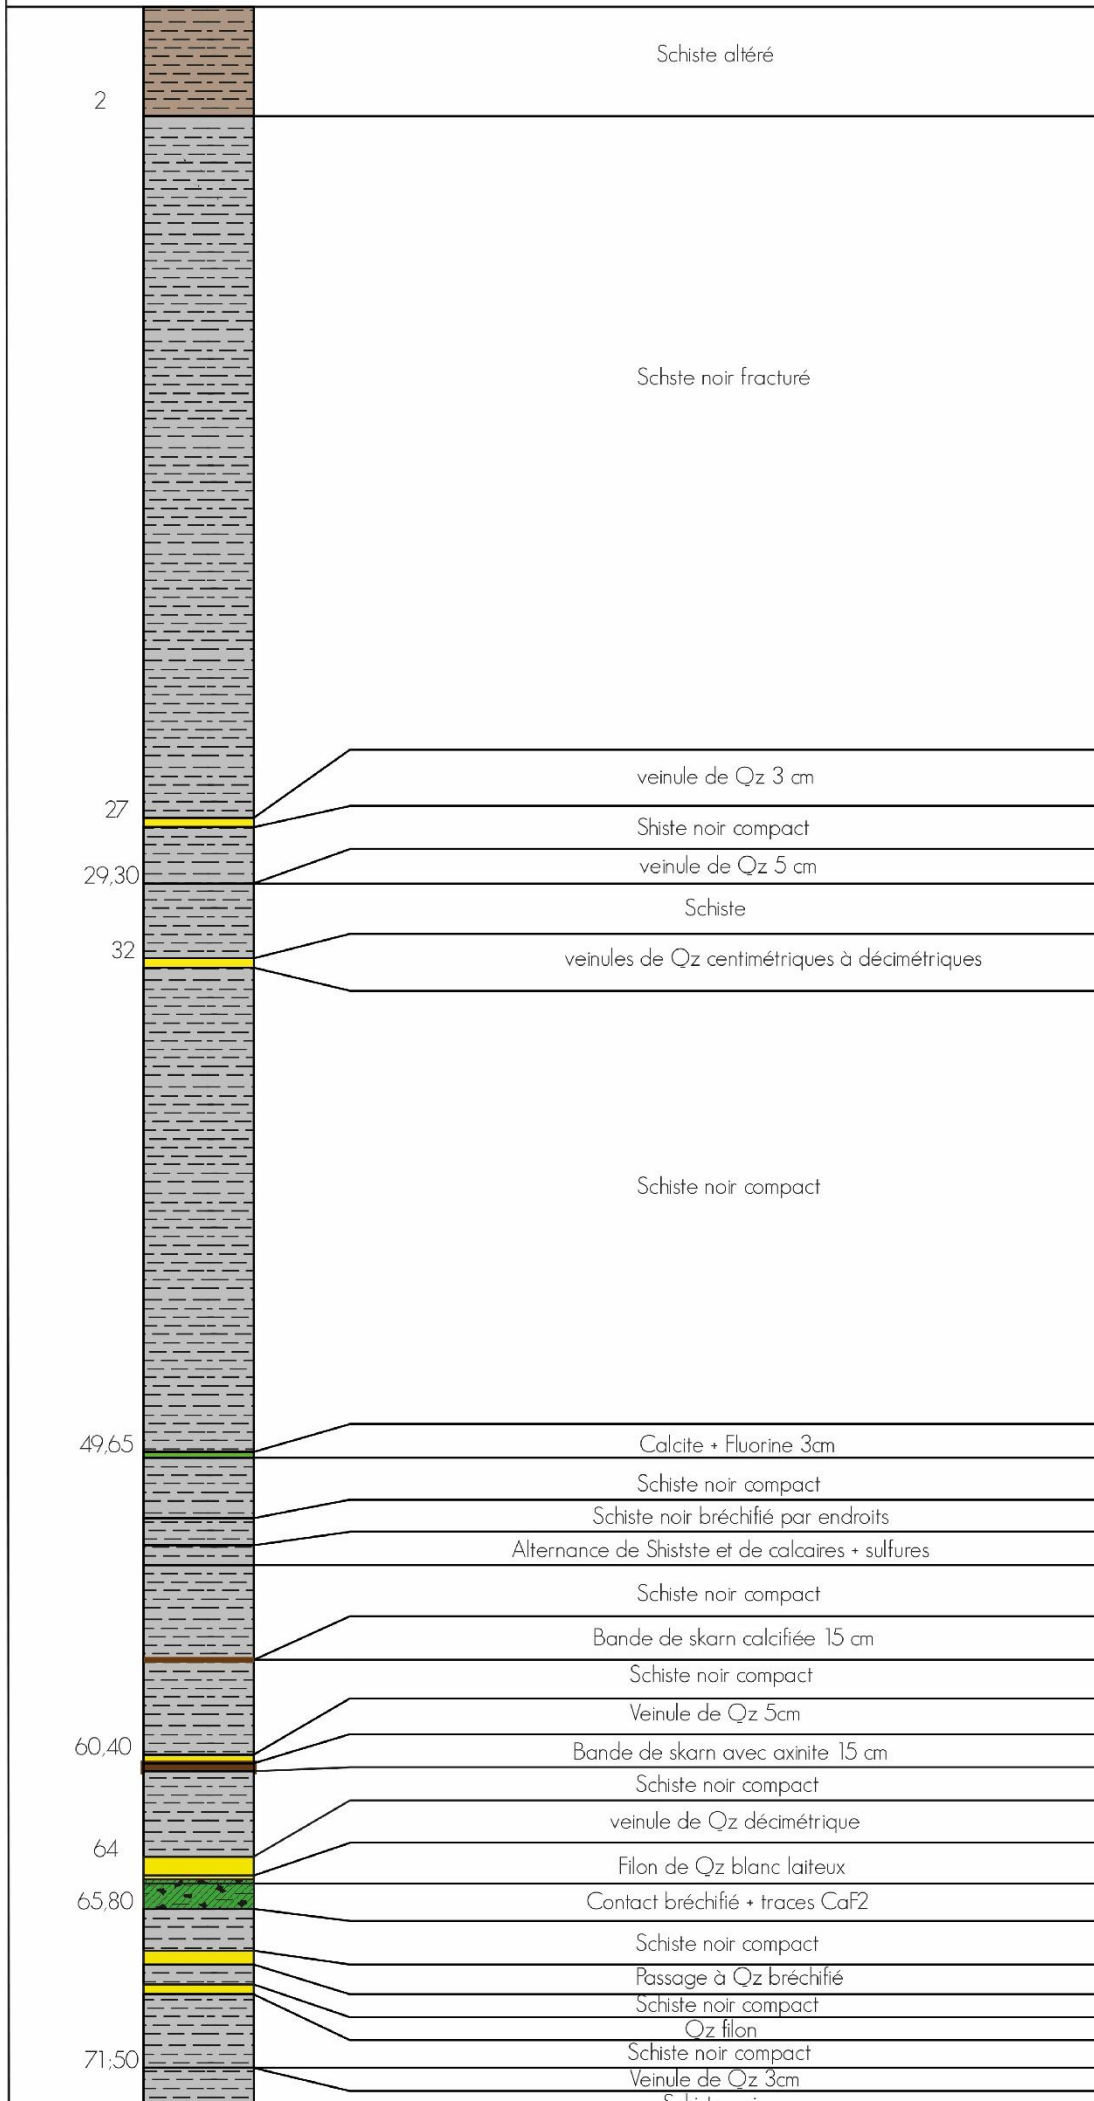 Schiste altéré
2
Schste noir fracturé
veinule de Qz 3 cm
27
Shiste noir compact
29,30
veinule de Qz 5 cm
Schiste
32
veinules de Qz centimétriques à décimétriques
Schiste noir compact
49,65
Calcite + Fluorine 3cm
Schiste noir compact
Schiste noir bréchifié par endroits
Alternance de Shistste et de calcaires + sulfures
Schiste noir compact
Bande de skarn calcifiée 15 cm
Schiste noir compact
Veinule de Qz 5cm
60,40
Bande de skarn avec axinite 15 cm
Schiste noir compact
veinule de Qz décimétrique
64
Filon de Qz blanc laiteux
65,80
Contact bréchifié + traces CaF2
Schiste noir compact
Passage à Qz bréchifié
Schiste noir compact
Qz filon
Schiste noir compact
71,50
Veinule de Qz 3cm